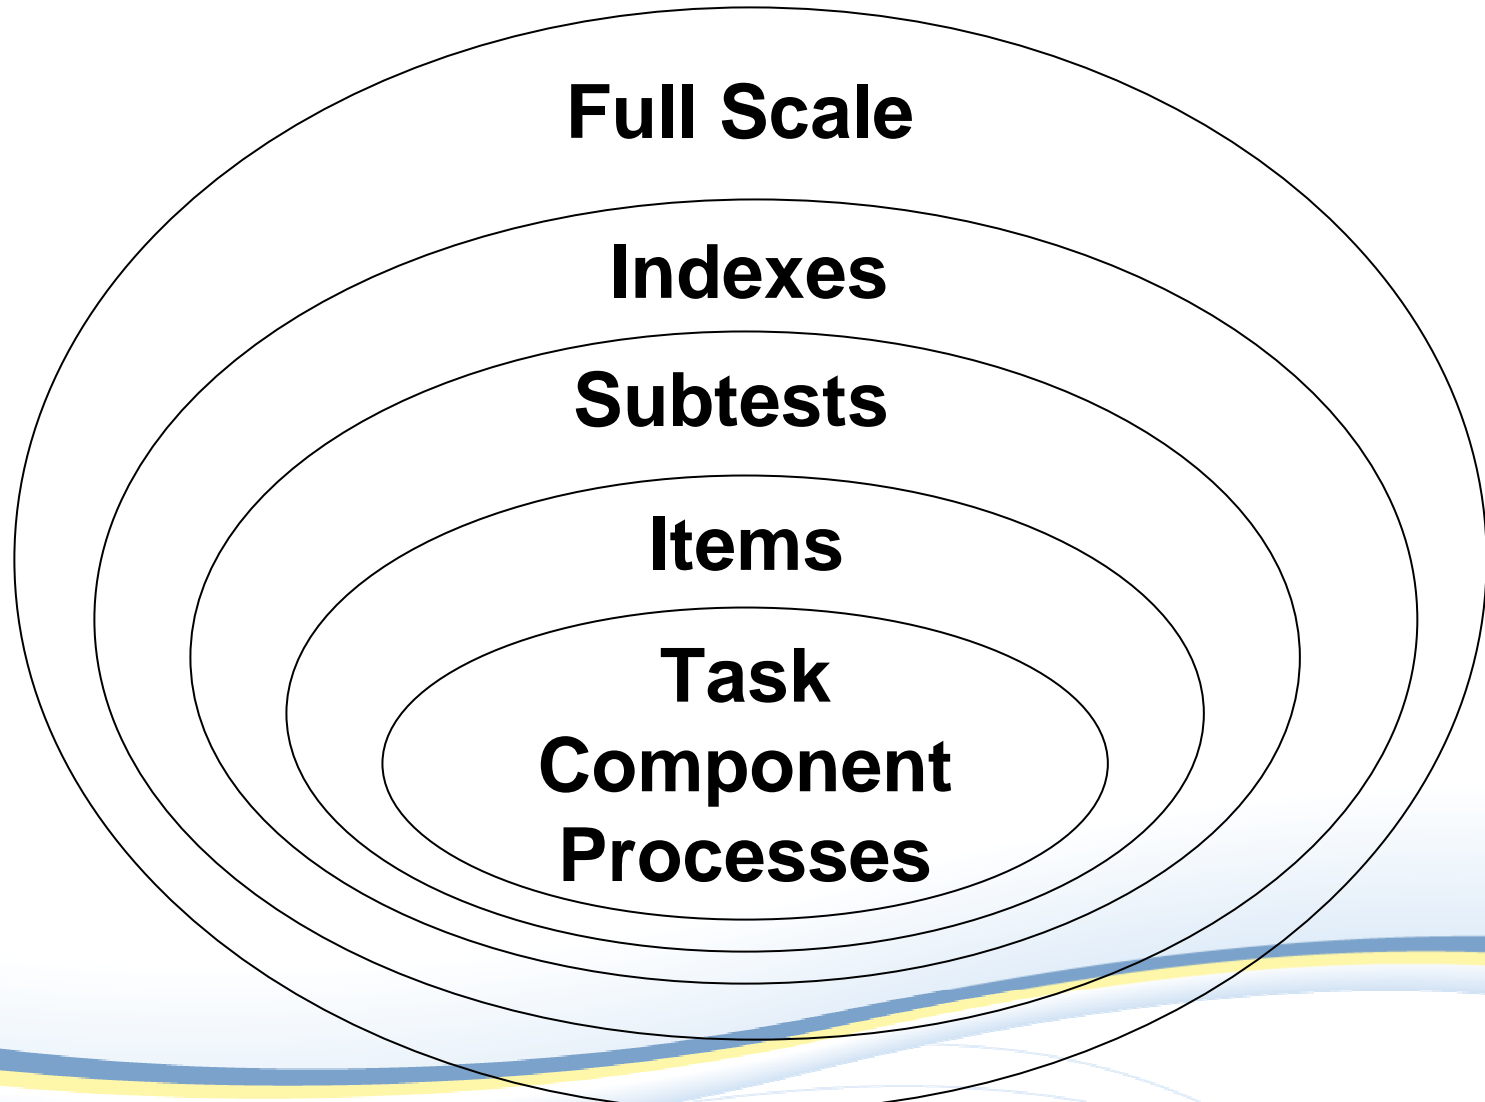 Full Scale
Indexes
Subtests
Items
Task
Component
Processes